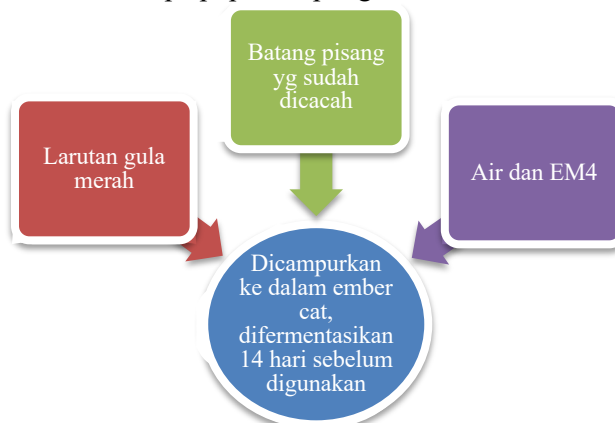 Batang pisang
yg sudah
dicacah
Larutan gula
merah
Air dan EM4
Dicampurkan
ke dalam ember
cat,
difermentasikan
14 hari sebelum
digunakan